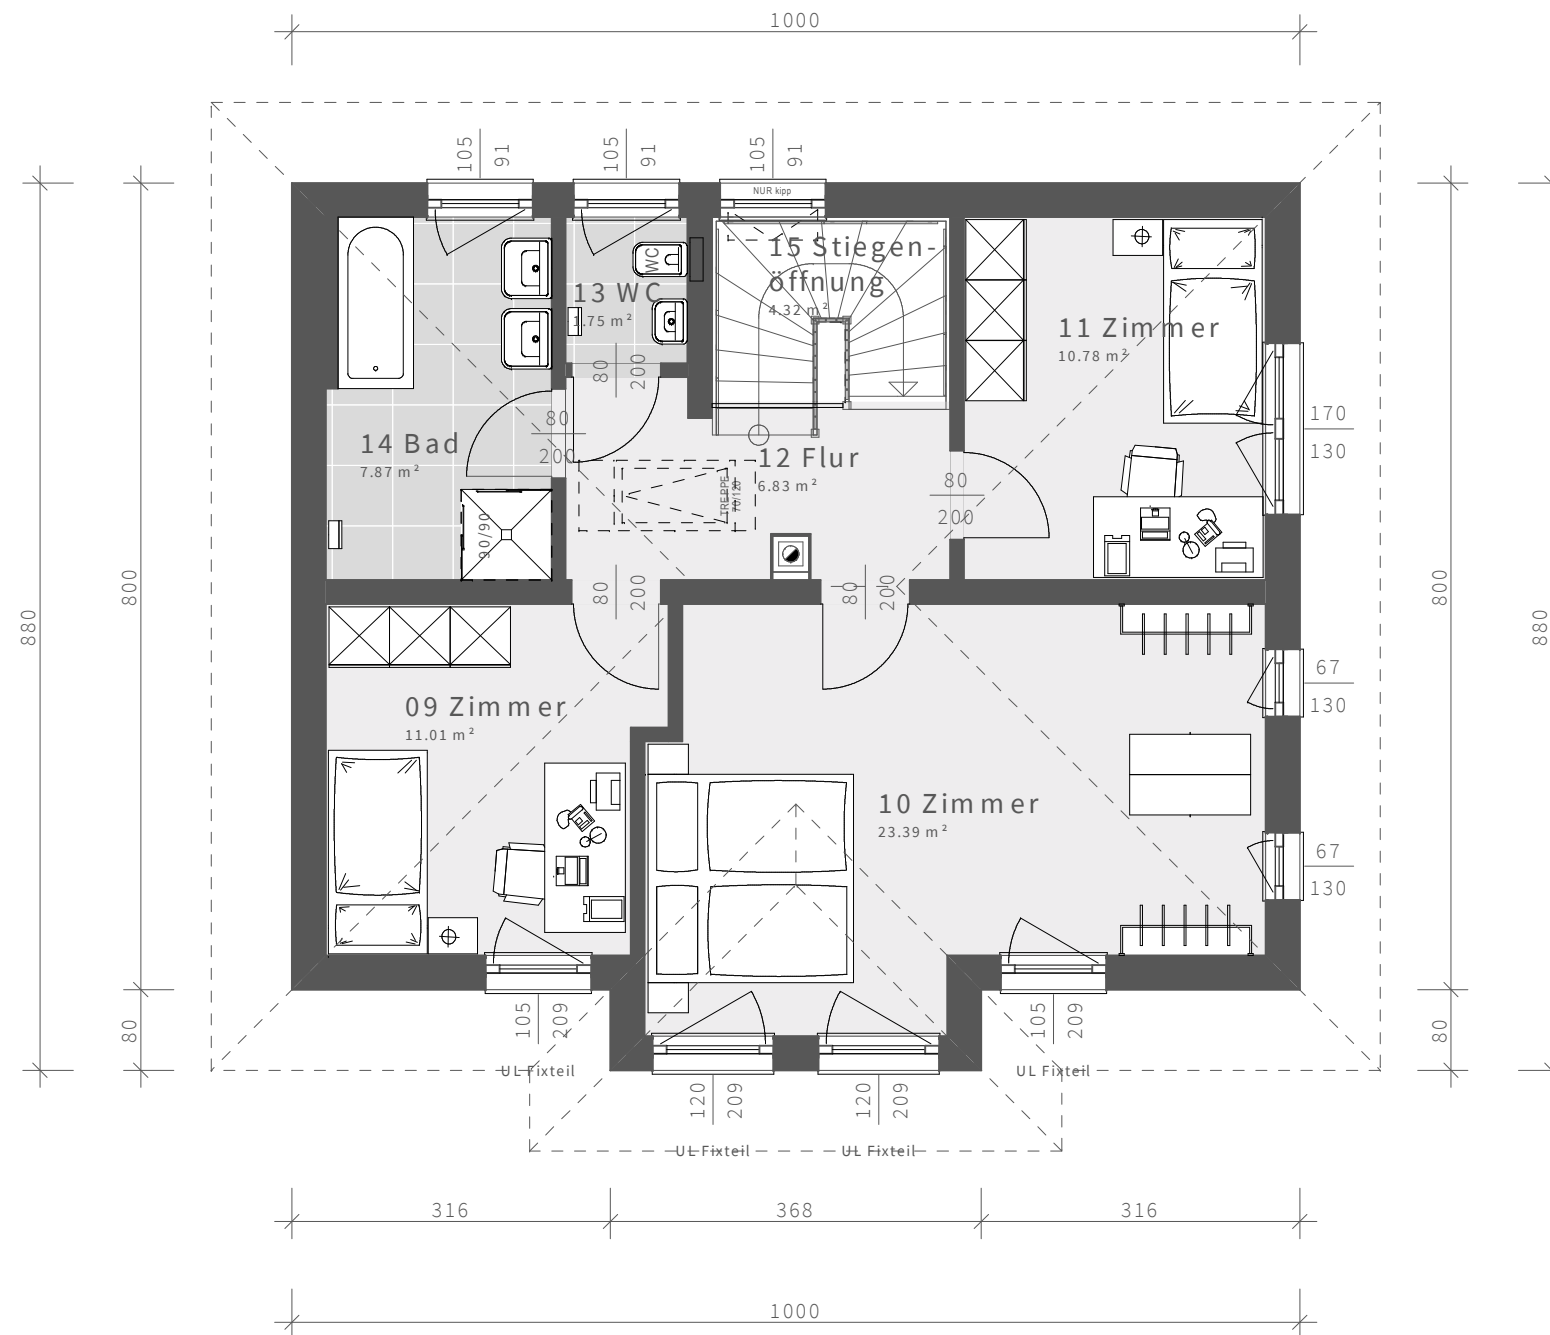 1000
105
91
105
91
105
91
NUR kipp
15 Stiegen-
öffnung
4.32 m²
WC
13 WC
1.75 m²
80
200
11 Zimmer
10.78 m²
170
130
14 Bad
7.87 m²
80
200
12 Flur
6.83 m²
TREPPE
70/120
80
200
90/90
880
800
800
880
80
200
80
200
67
130
09 Zimmer
11.01 m²
10 Zimmer
23.39 m²
67
130
80
105
209
105
209
80
UL Fixteil
UL Fixteil
120
209
120
209
UL Fixteil
UL Fixteil
316
368
316
1000